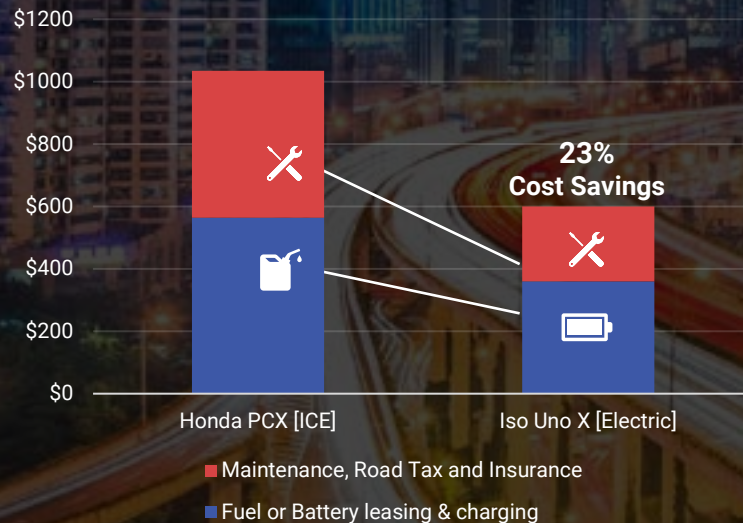 $1200
$1000
$800
$600
$400
$200
$0
23%
Cost Savings
Honda PCX [ICE]
Iso Uno X [Electric]
Maintenance, Road Tax and Insurance
Fuel or Battery leasing & charging